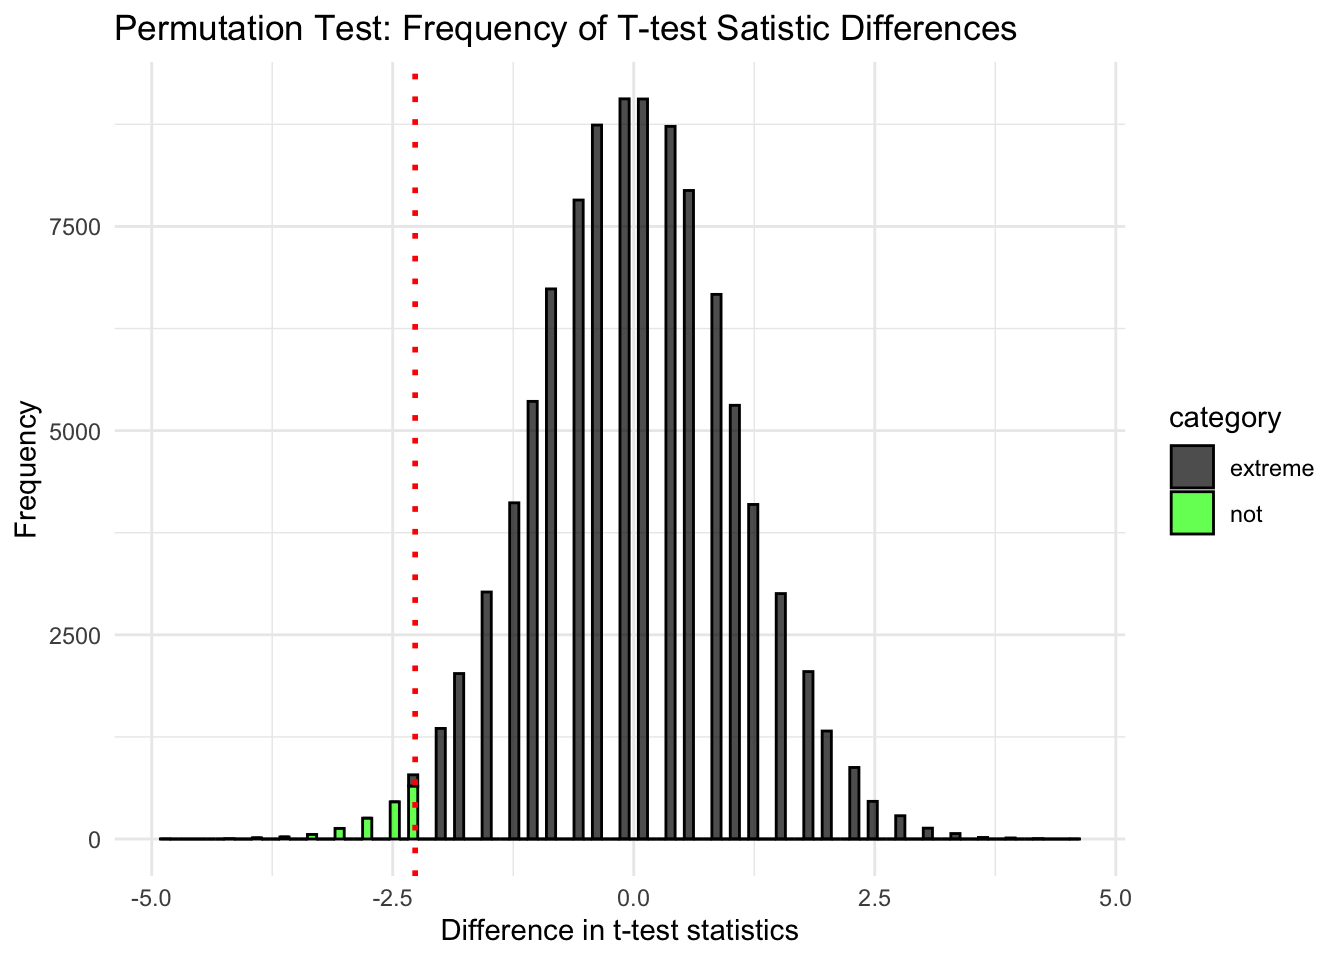 Permutation Test: Frequency of T-test Satistic Differences
Frequency
7500
5000
2500
0
-5.0
-2.5
0.0
2.5
5.0
Difference in t-test statistics
category
extreme
not